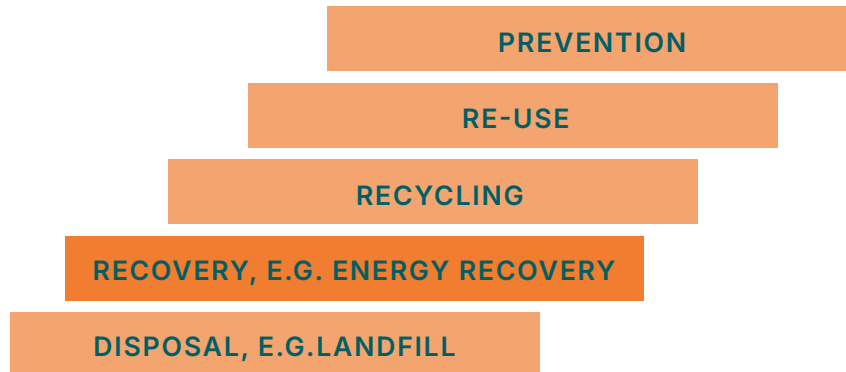 PREVENTION
RE-USE
RECYCLING
RECOVERY, E.G. ENERGY RECOVERY
DISPOSAL, E.G.LANDFILL